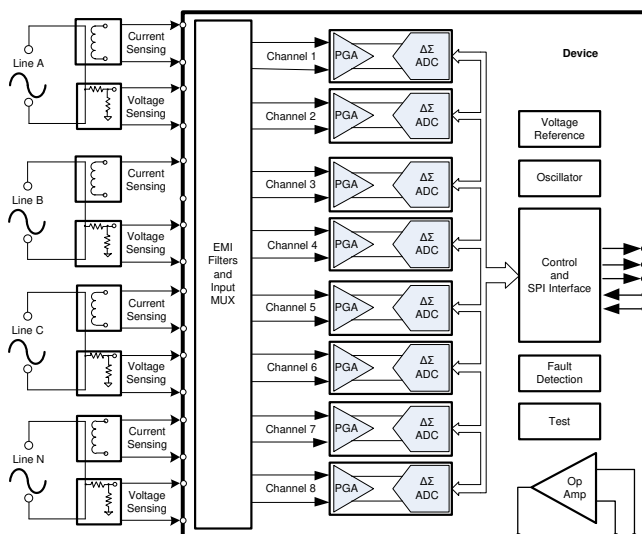 Line A
Current
Sensing
Voltage
Sensing
Line B
Current
Sensing
Voltage
Sensing
Line C
Current
Sensing
Voltage
Sensing
Line N
Current
Sensing
Voltage
Sensing
EMI
Filters
and
Input
MUX
Channel 1
PGA
ΔΣ
ADC
Channel 2
PGA
ΔΣ
ADC
Channel 3
PGA
ΔΣ
ADC
Channel 4
PGA
ΔΣ
ADC
Channel 5
PGA
ΔΣ
ADC
Channel 6
PGA
ΔΣ
ADC
Channel 7
PGA
ΔΣ
ADC
Channel 8
PGA
ΔΣ
ADC
Device
Voltage
Reference
Oscillator
Control
and
SPI Interface
Fault
Detection
Test
Op
Amp